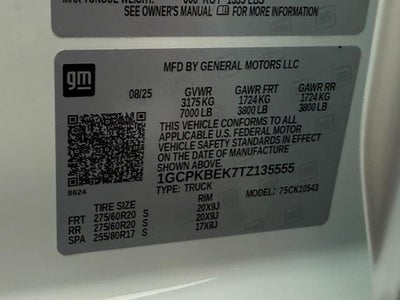 SEE OWNER'S MANUAL FOR MORE INFORMATION
gm
MFD BY GENERAL MOTORS LLC
08/25 GVWR GAWR FRT GAWR RR
3175 KG 1724 KG 1724 KG
7000 LB 3800 LB 3800 LB
THIS VEHICLE CONFORMS TO ALL
APPLICABLE U.S. FEDERAL MOTOR
VEHICLE SAFETY STANDARDS IN EFFECT
ON THE DATE OF MANUFACTURE
SHOWN ABOVE.
1GCPKBEK7TZ135555
8624
TYPE: TRUCK MODEL: 75CK10543
TIRE SIZE RIM
FRT 275/60R20 S 20X9J
RR 275/60R20 S 20X9J
SPA 255/80R17 S 17X8J